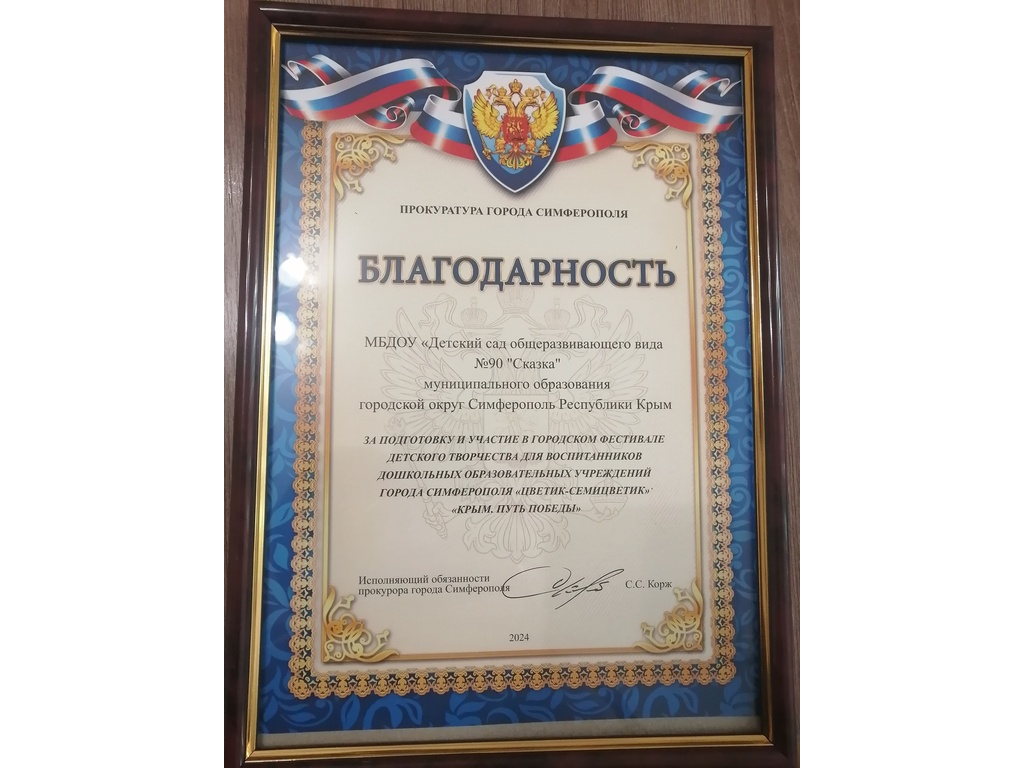 ПРОКУРАТУРА ГОРОДА СИМФЕРОПОЛЯ
БЛАГОДАРНОСТЬ
МБДОУ «Детский сад общеразвивающего вида
№90 "Сказка"
муниципального образования
городской округ Симферополь Республики Крым
ЗА ПОДГОТОВКУ И УЧАСТИЕ В ГОРОДСКОМ ФЕСТИВАЛЕ
ДЕТСКОГО ТВОРЧЕСТВА ДЛЯ ВОСПИТАННИКОВ
ДОШКОЛЬНЫХ ОБРАЗОВАТЕЛЬНЫХ УЧРЕЖДЕНИЙ
ГОРОДА СИМФЕРОПОЛЯ «ЦВЕТИК-СЕМИЦВЕТИК»
«КРЫМ. ПУТЬ ПОБЕДЫ»
Исполняющий обязанности
прокурора города Симферополя С.С. Корж
2024